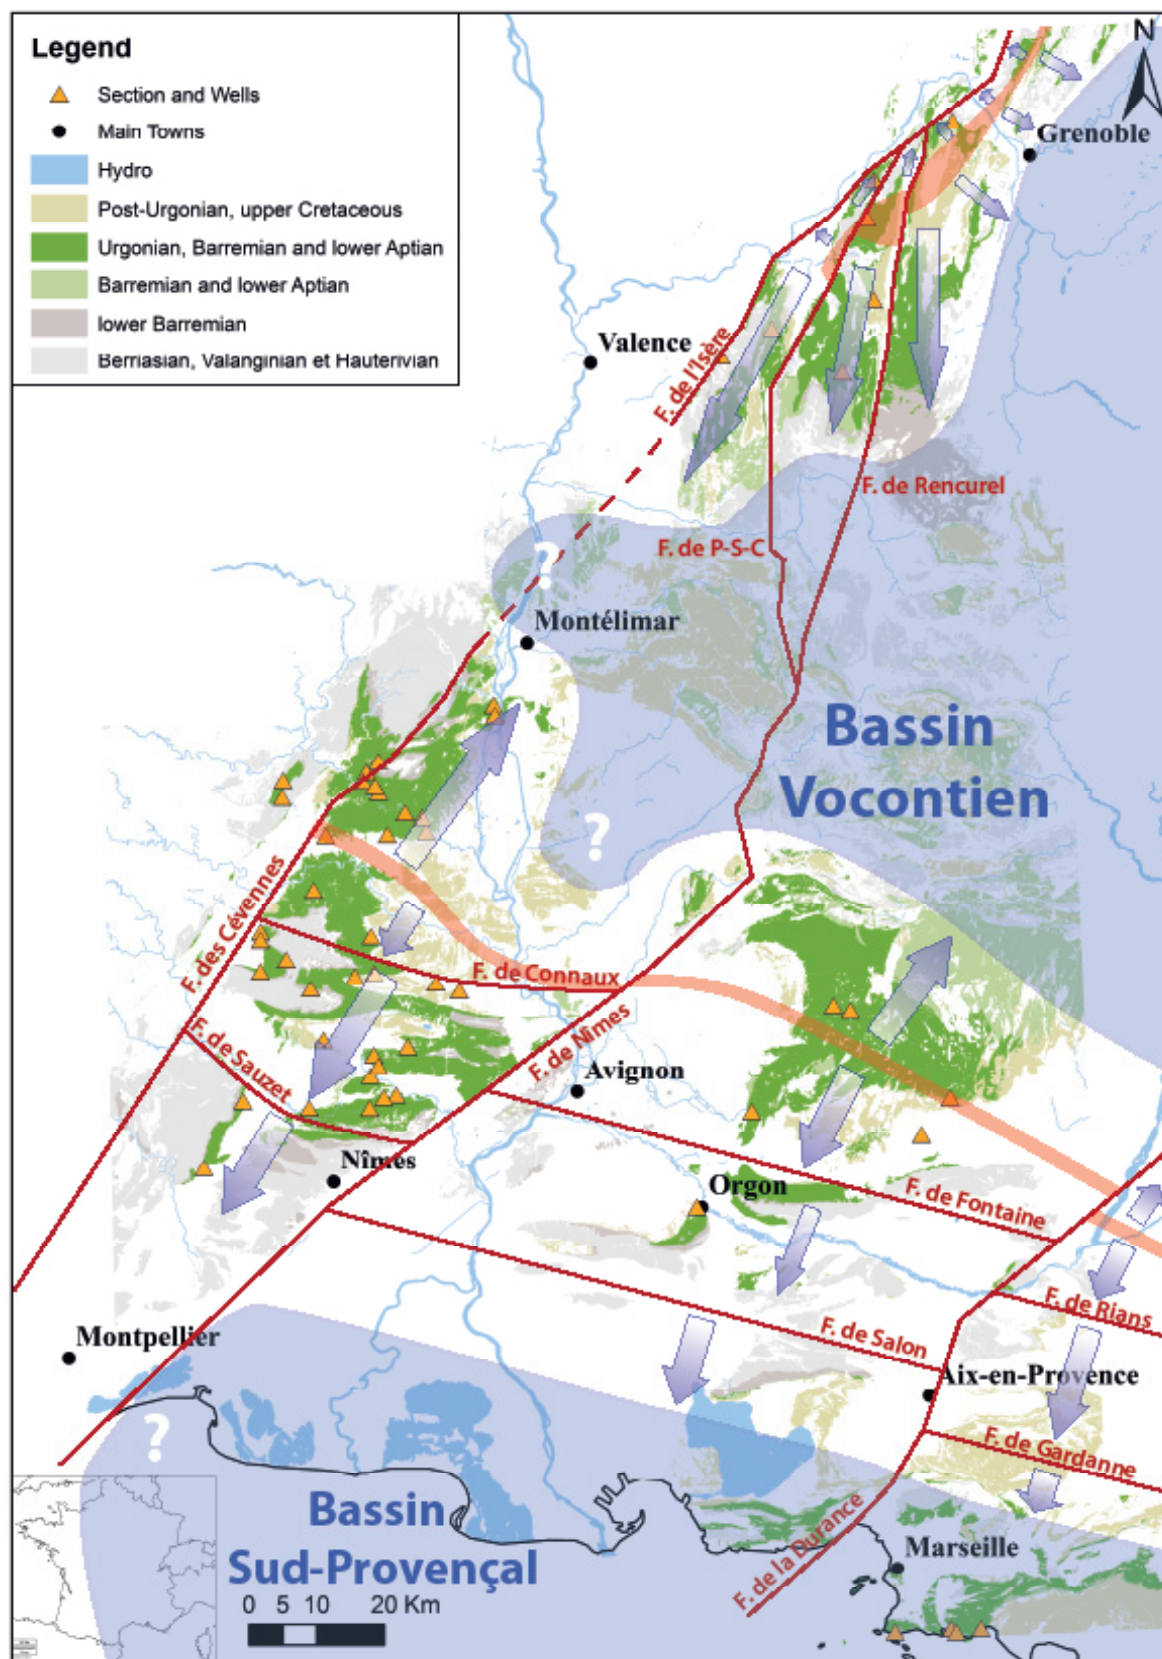 Legend
Section and Wells
Main Towns
Hydro
Post-Urgonian, upper Cretaceous
Urgonian, Barremian and lower Aptian
Barremian and lower Aptian
lower Barremian
Berriasian, Valanginian et Hauterivian
N
Grenoble
Valence
F. de l'Isère
F. de Rencurel
F. de P-S-C
?
Montélimar
Bassin
Vocontien
?
F. des Cévennes
F. de Connaux
F. de Nîmes
F. de Sauzet
Avignon
Nîmes
Orgon
F. de Fontaine
F. de Rians
F. de Salon
Montpellier
Aix-en-Provence
?
F. de Gardanne
Bassin
Sud-Provençal
F. de la Durance
Marseille
0 5 10 20 Km